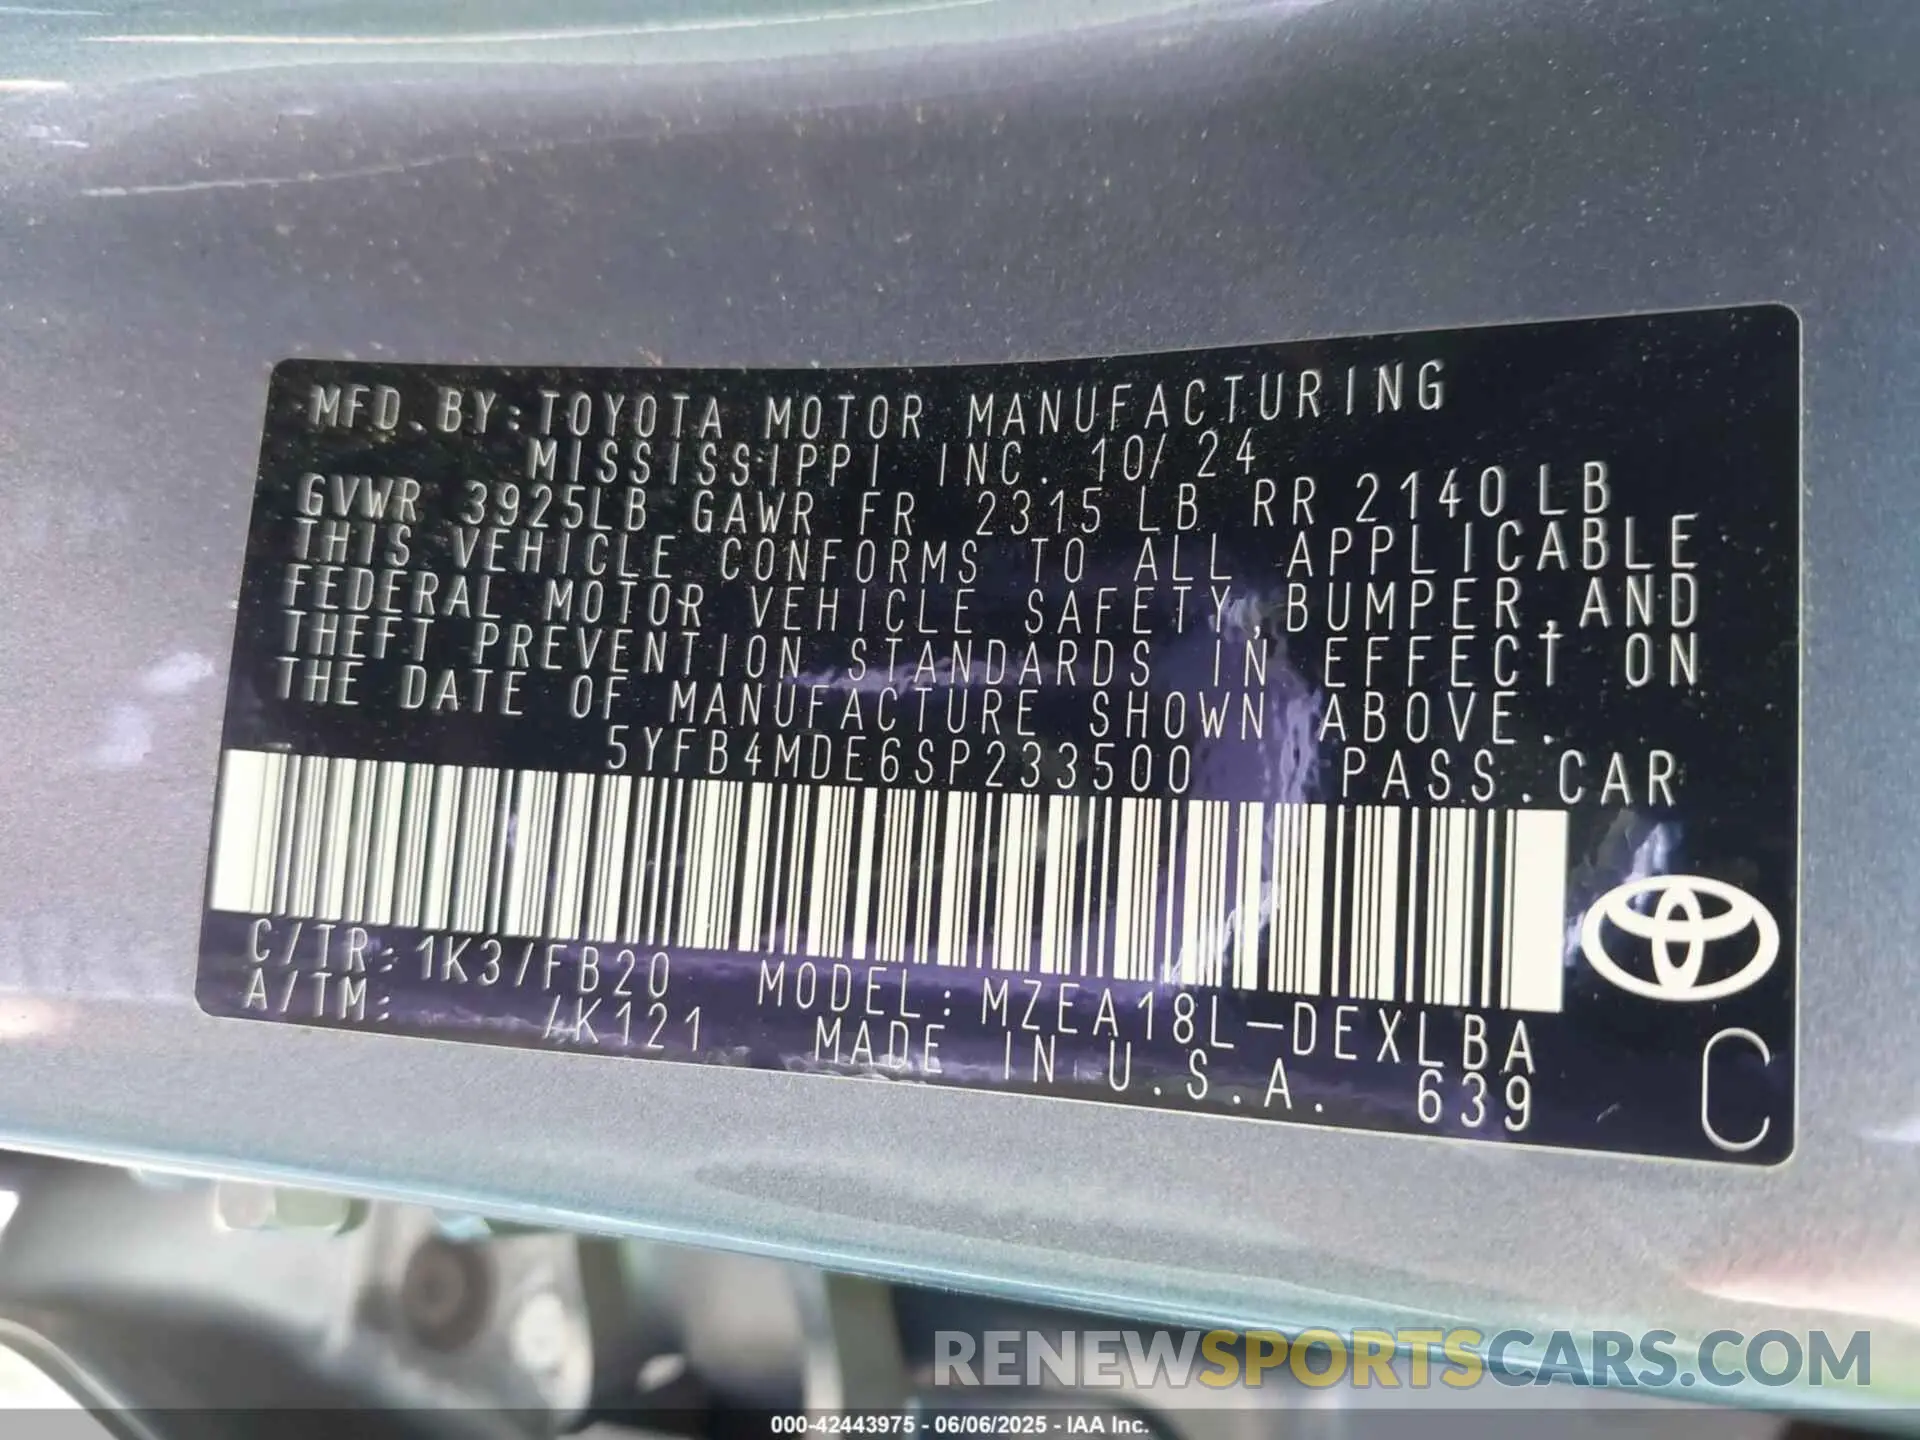 MFD.BY:TOYOTA MOTOR MANUFACTURING
MISSISSIPPI INC. 10/24
GVWR 3925LB GAWR FR 2315LB RR 2140LB
THIS VEHICLE CONFORMS TO ALL APPLICABLE
FEDERAL MOTOR VEHICLE SAFETY,BUMPER,AND
THEFT PREVENTION STANDARDS IN EFFECT ON
THE DATE OF MANUFACTURE SHOWN ABOVE.
5YFB4MDE6SP233500 PASS.CAR
C/TR:1K3/FB20 MODEL:MZEA18L-DEXLBA
A/TM: /K121 MADE IN U.S.A. 639
C
RENEWSPORTSCARS.COM
000-42443975 - 06/06/2025 - IAA Inc.